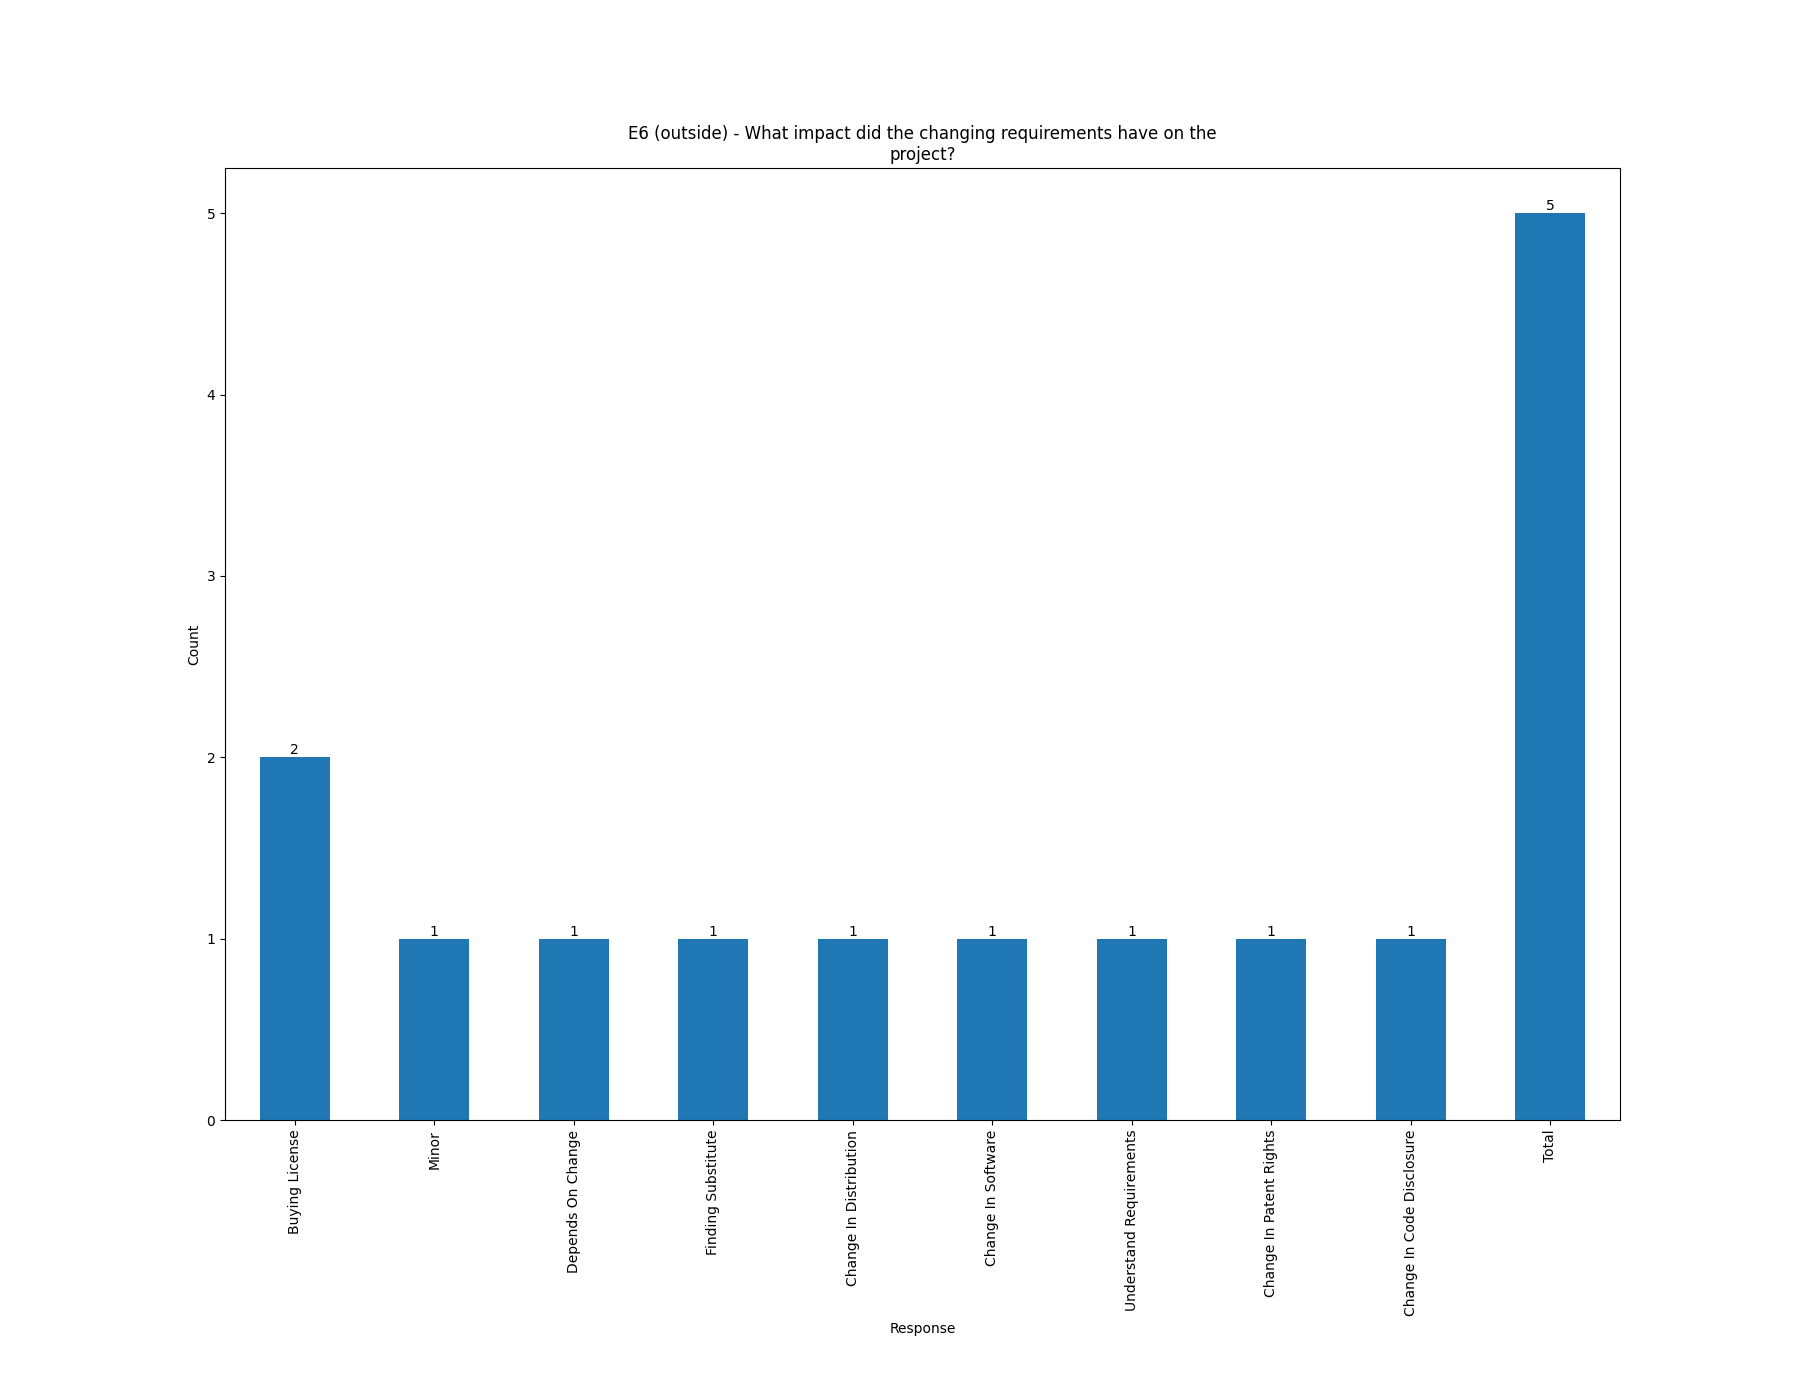 E6 (outside) - What impact did the changing requirements have on the
project?
5
4
3
2
1
0
Count
2
1
1
1
1
1
1
1
1
5
Buying License
Minor
Depends On Change
Finding Substitute
Change In Distribution
Change In Software
Understand Requirements
Change In Patent Rights
Change In Code Disclosure
Total
Response